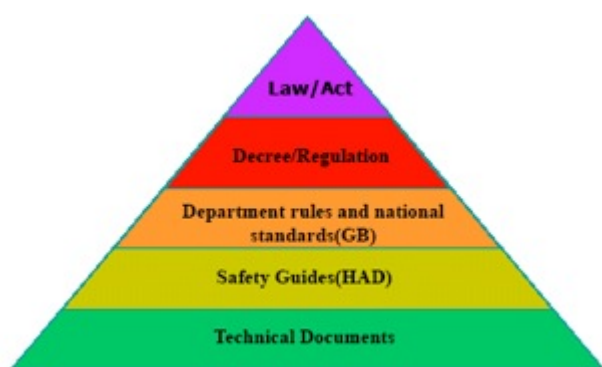 Law/Act
Decree/Regulation
Department rules and national
standards(GB)
Safety Guides(HAD)
Technical Documents